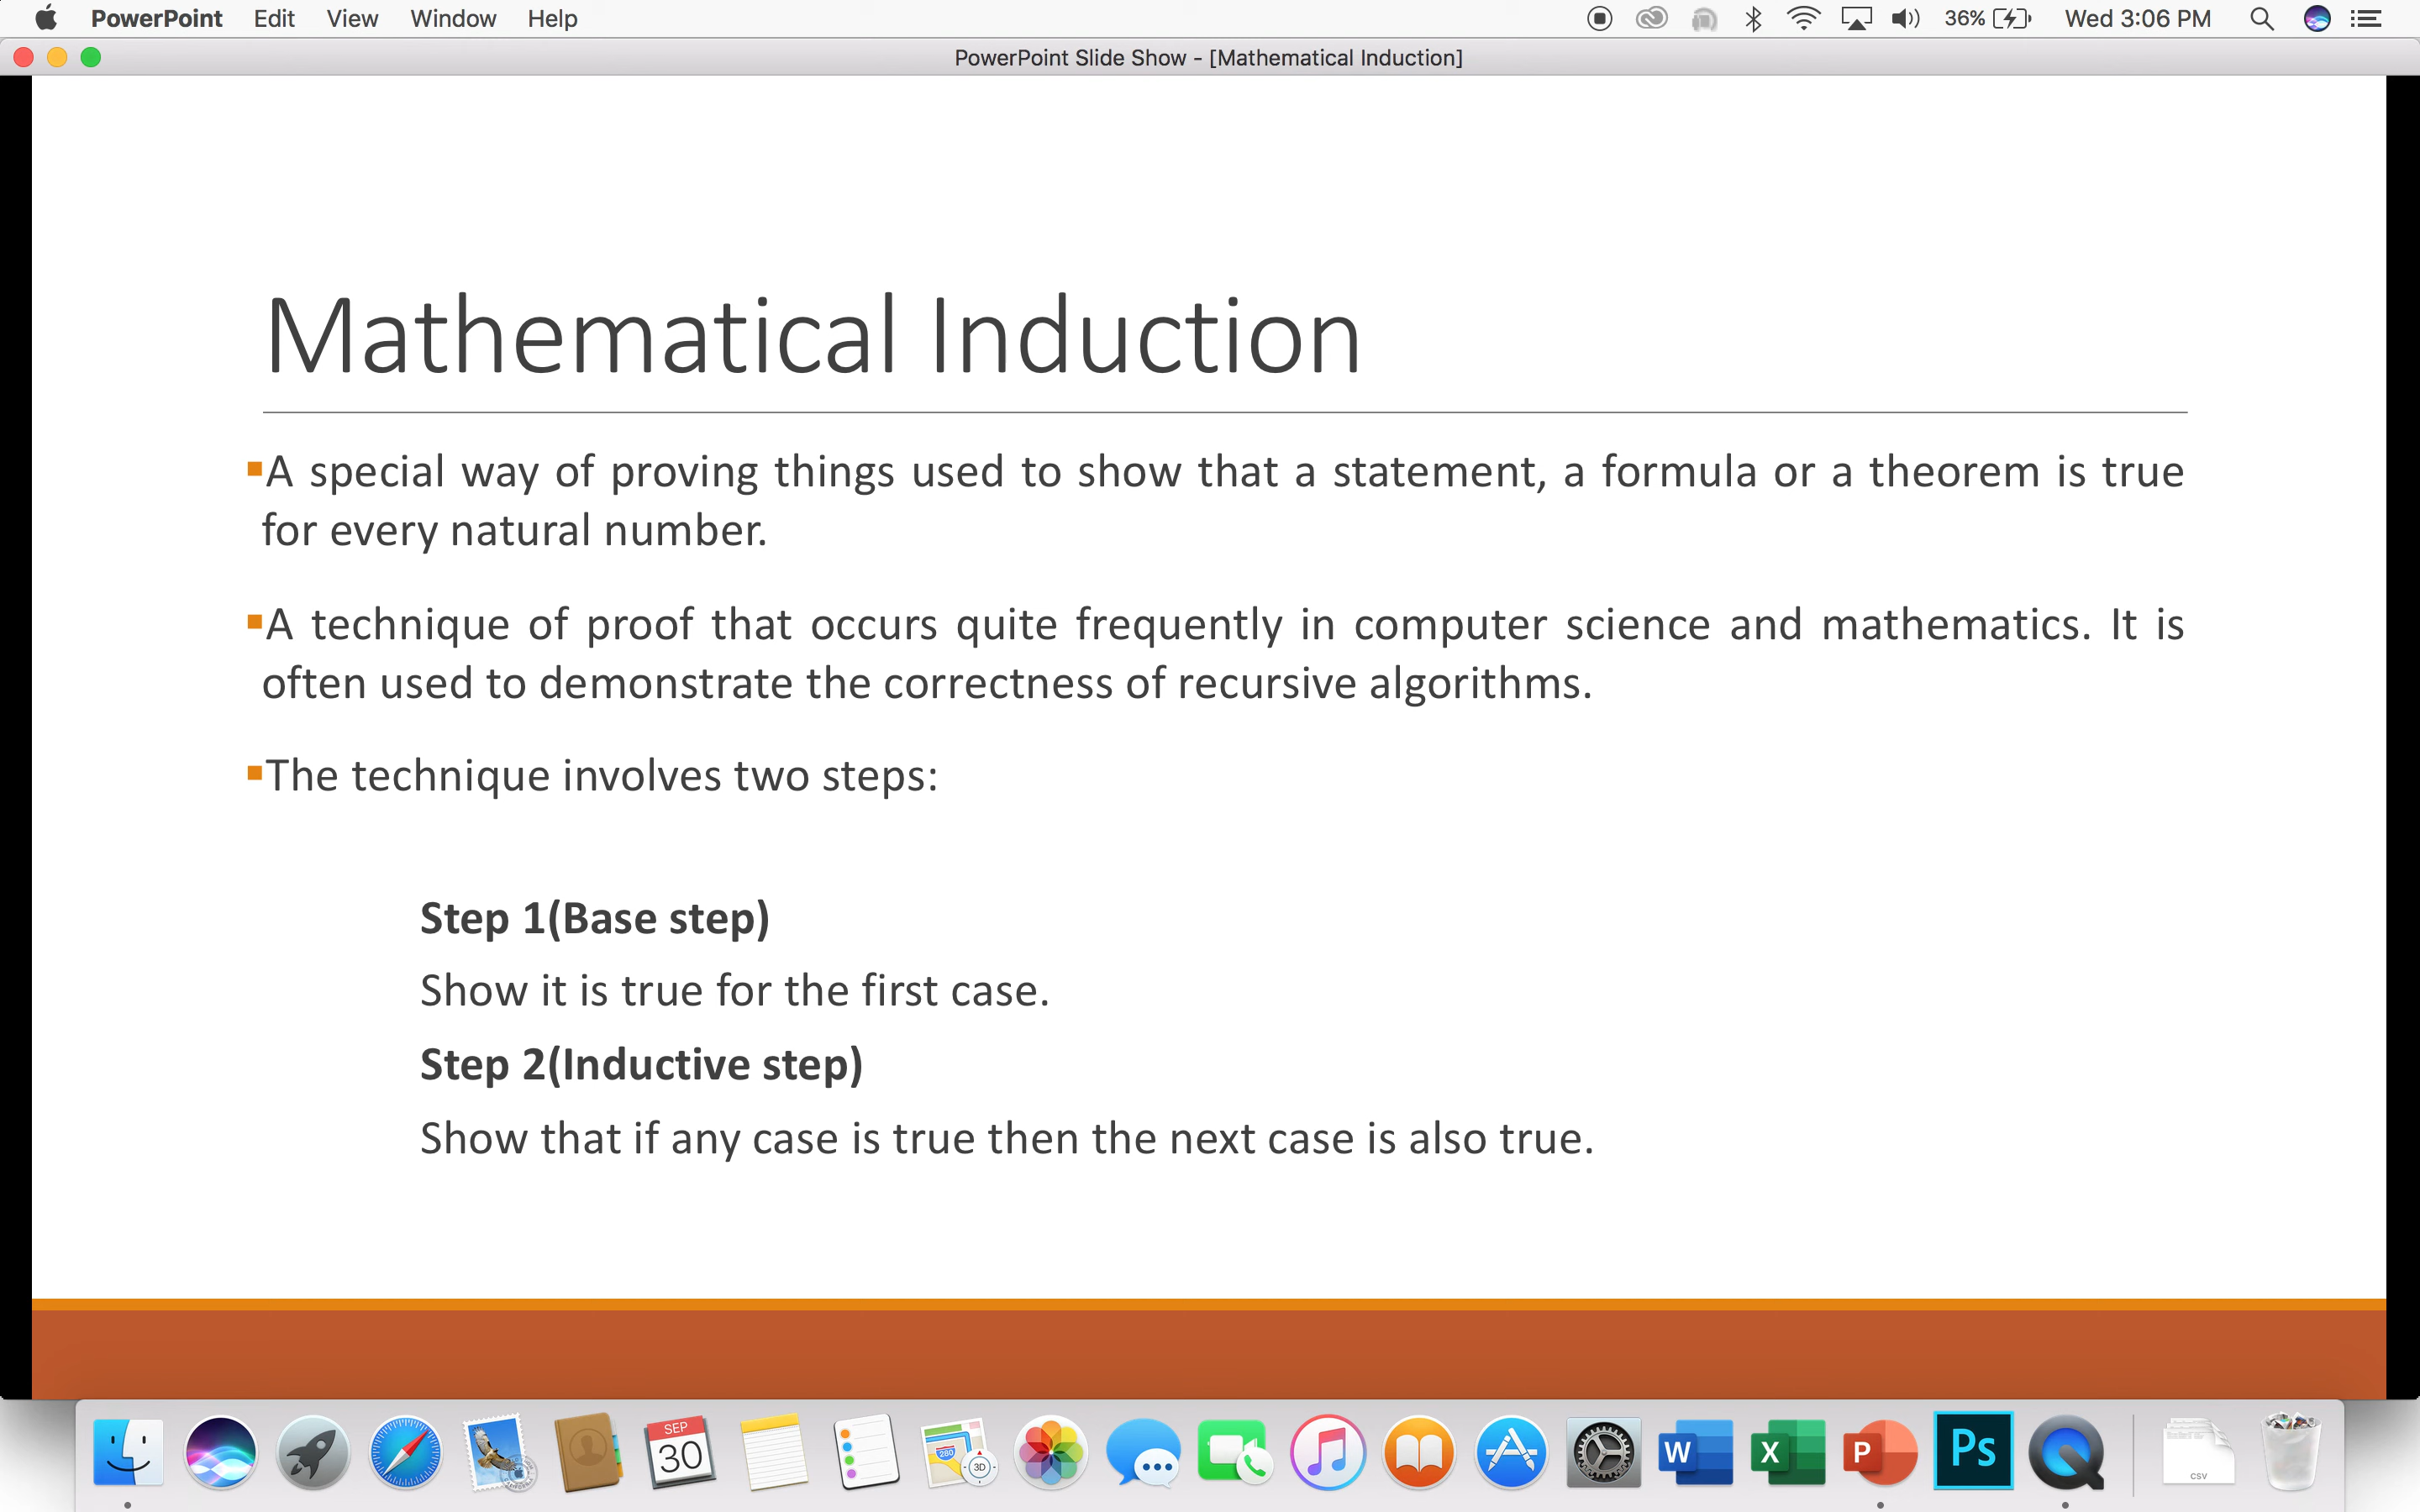 PowerPoint Edit View Window Help 36% Wed 3:06 PM
PowerPoint Slide Show - [Mathematical Induction]
Mathematical Induction
▪A special way of proving things used to show that a statement, a formula or a theorem is true
for every natural number.
▪A technique of proof that occurs quite frequently in computer science and mathematics. It is
often used to demonstrate the correctness of recursive algorithms.
▪The technique involves two steps:
Step 1(Base step)
Show it is true for the first case.
Step 2(Inductive step)
Show that if any case is true then the next case is also true.
SEP
30
280
3D
W
X
P
Ps
CSV